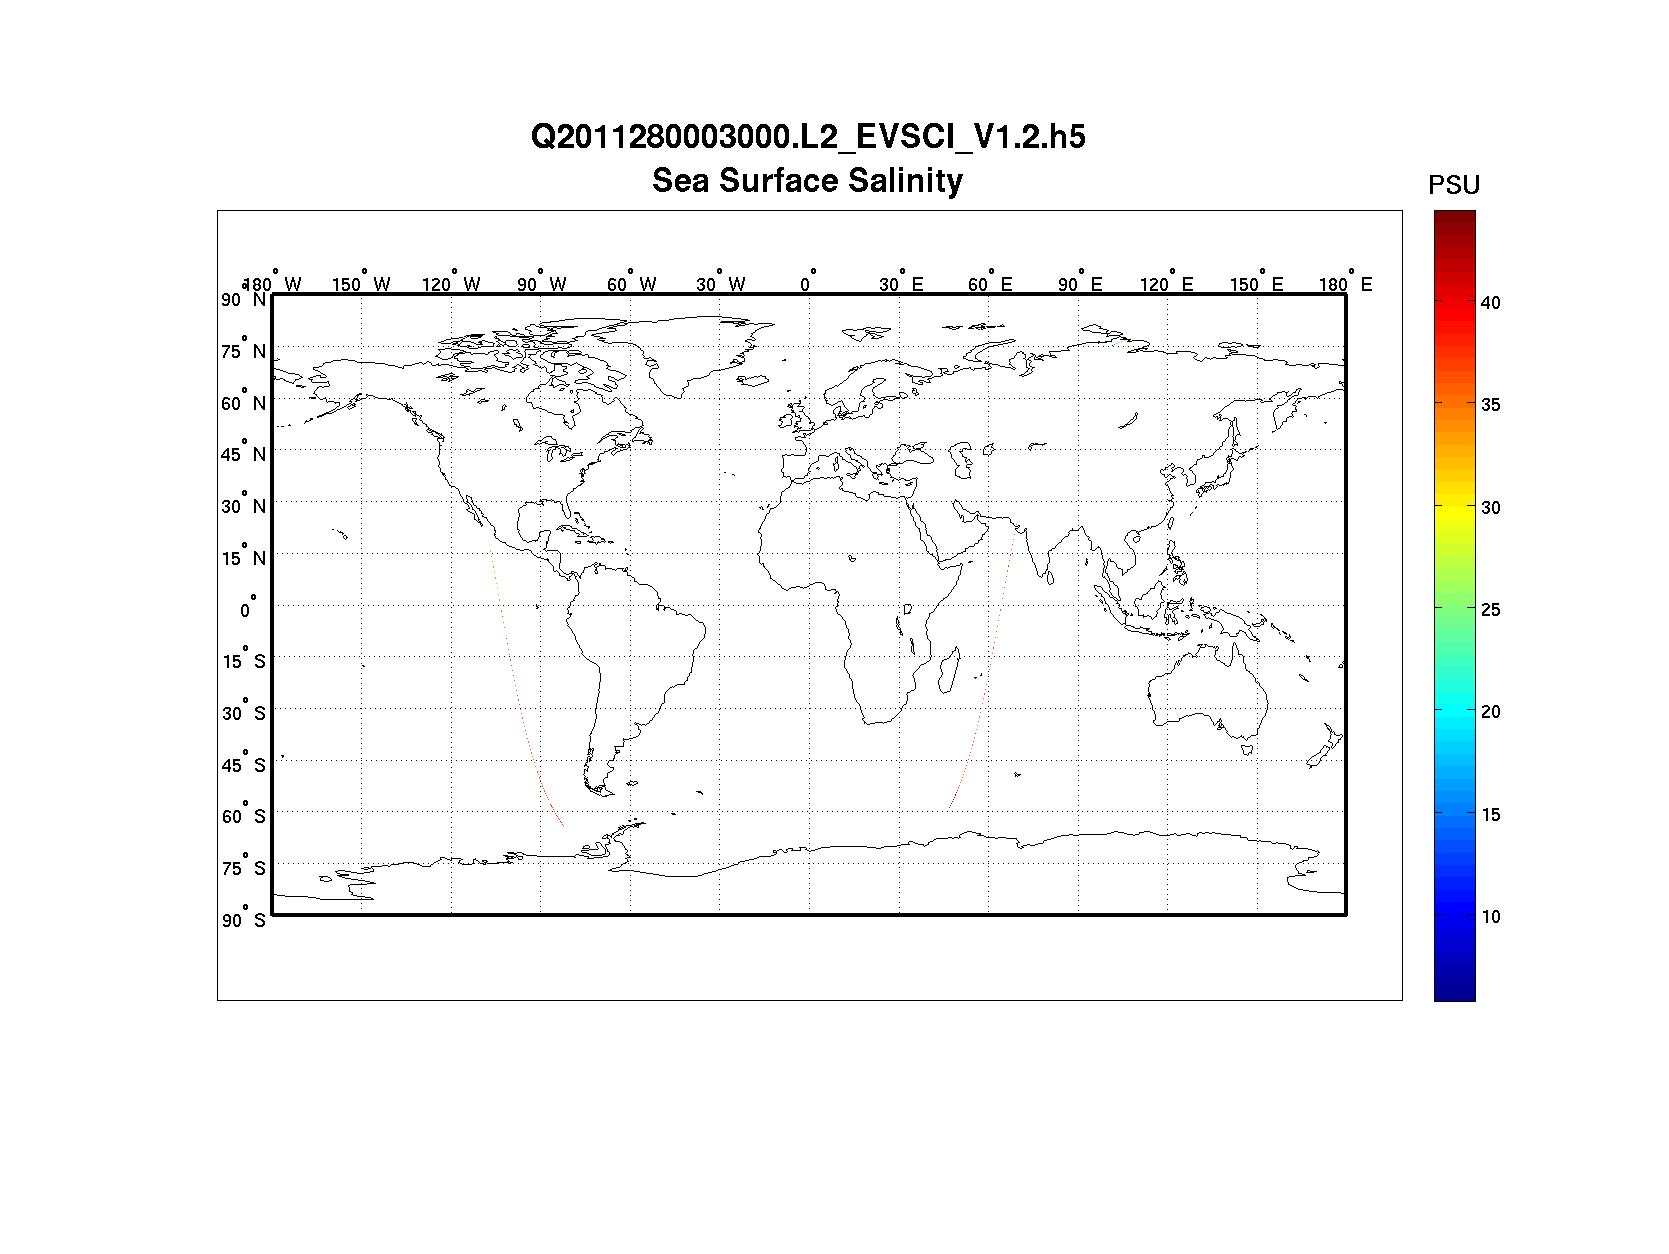 Q2011280003000.L2_EVSCI_V1.2.h5
Sea Surface Salinity
PSU
180° W 150° W 120° W 90° W 60° W 30° W 0° 30° E 60° E 90° E 120° E 150° E 180° E
90° N
75° N
60° N
45° N
30° N
15° N
0°
15° S
30° S
45° S
60° S
75° S
90° S
40
35
30
25
20
15
10